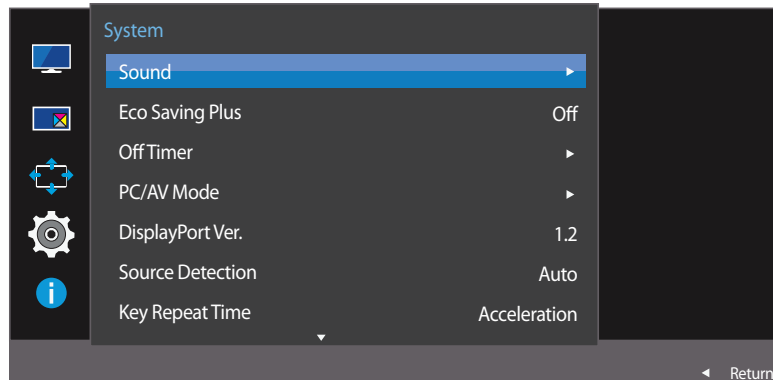 System
Sound
Eco Saving Plus Off
Off Timer
PC/AV Mode
DisplayPort Ver. 1.2
Source Detection Auto
Key Repeat Time Acceleration
Return